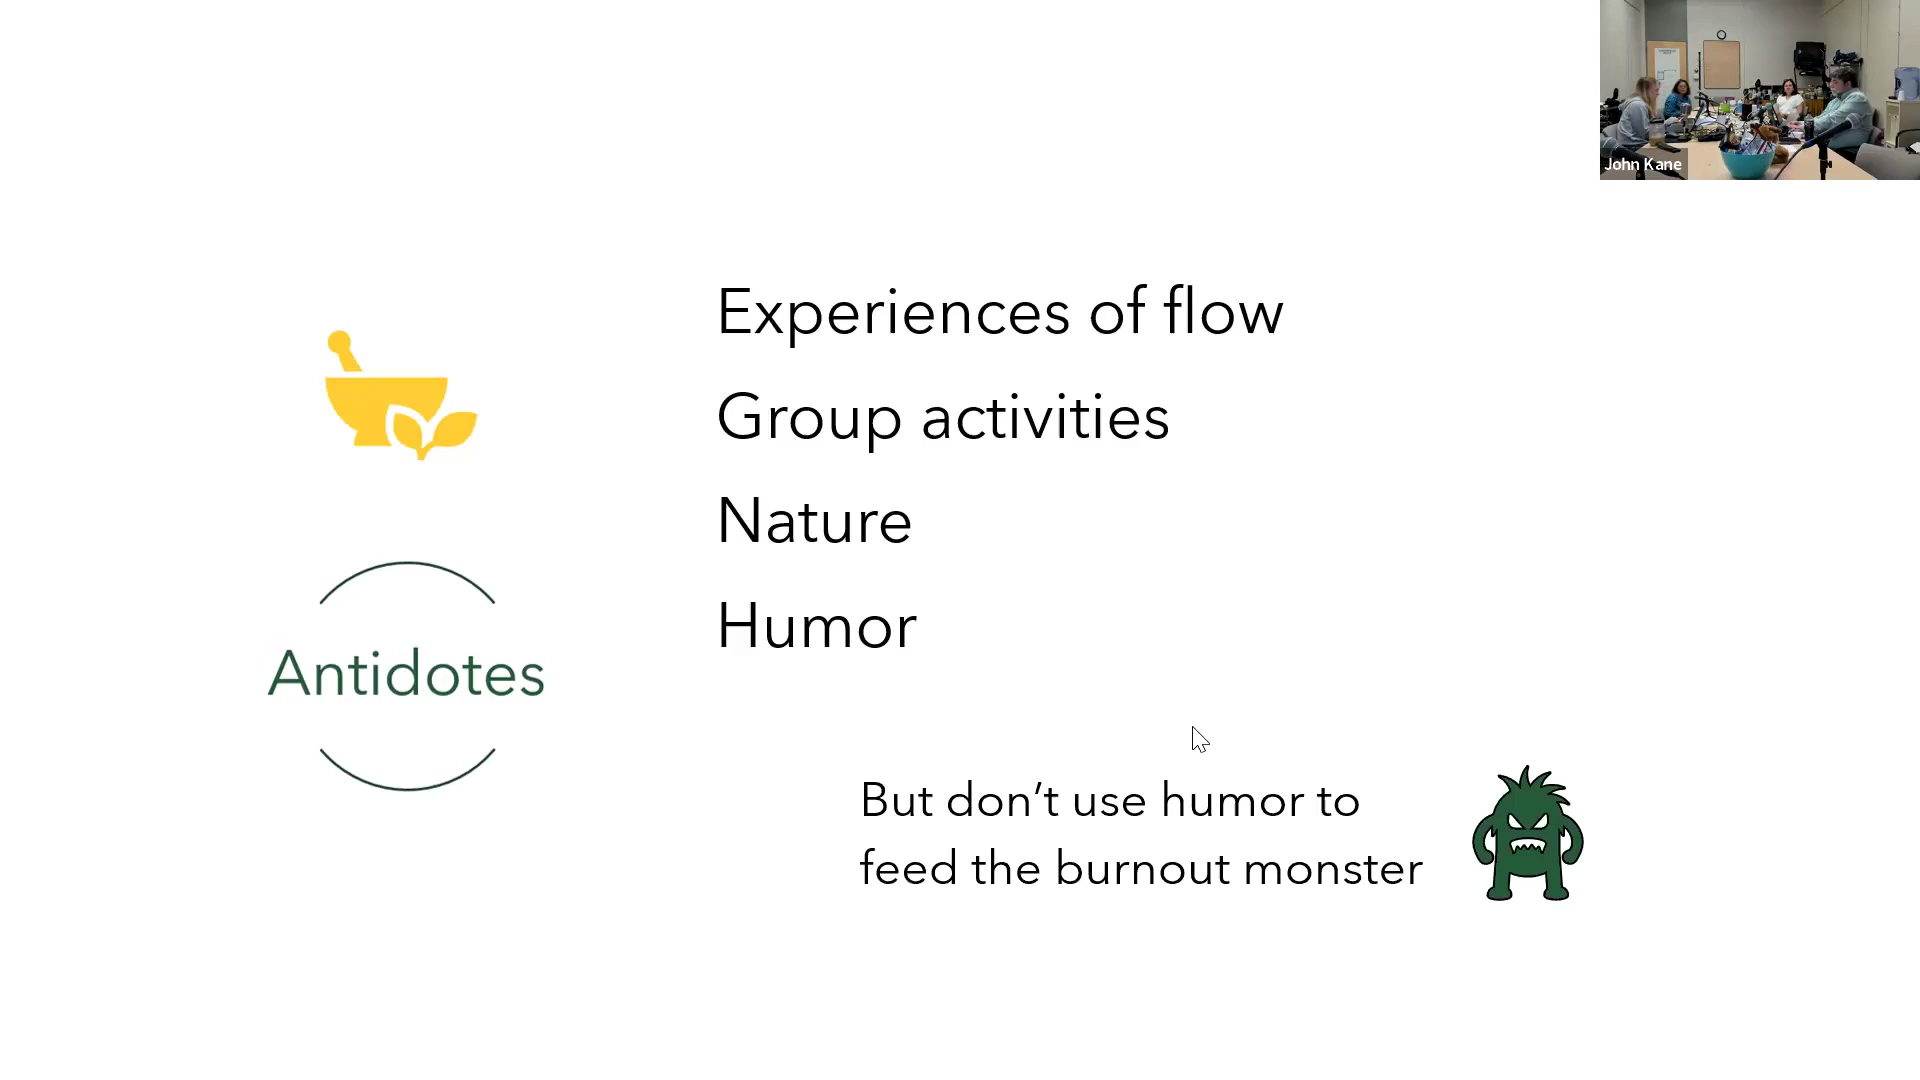 John Kane
Experiences of flow
Group activities
Nature
Humor
Antidotes
But don’t use humor to
feed the burnout monster